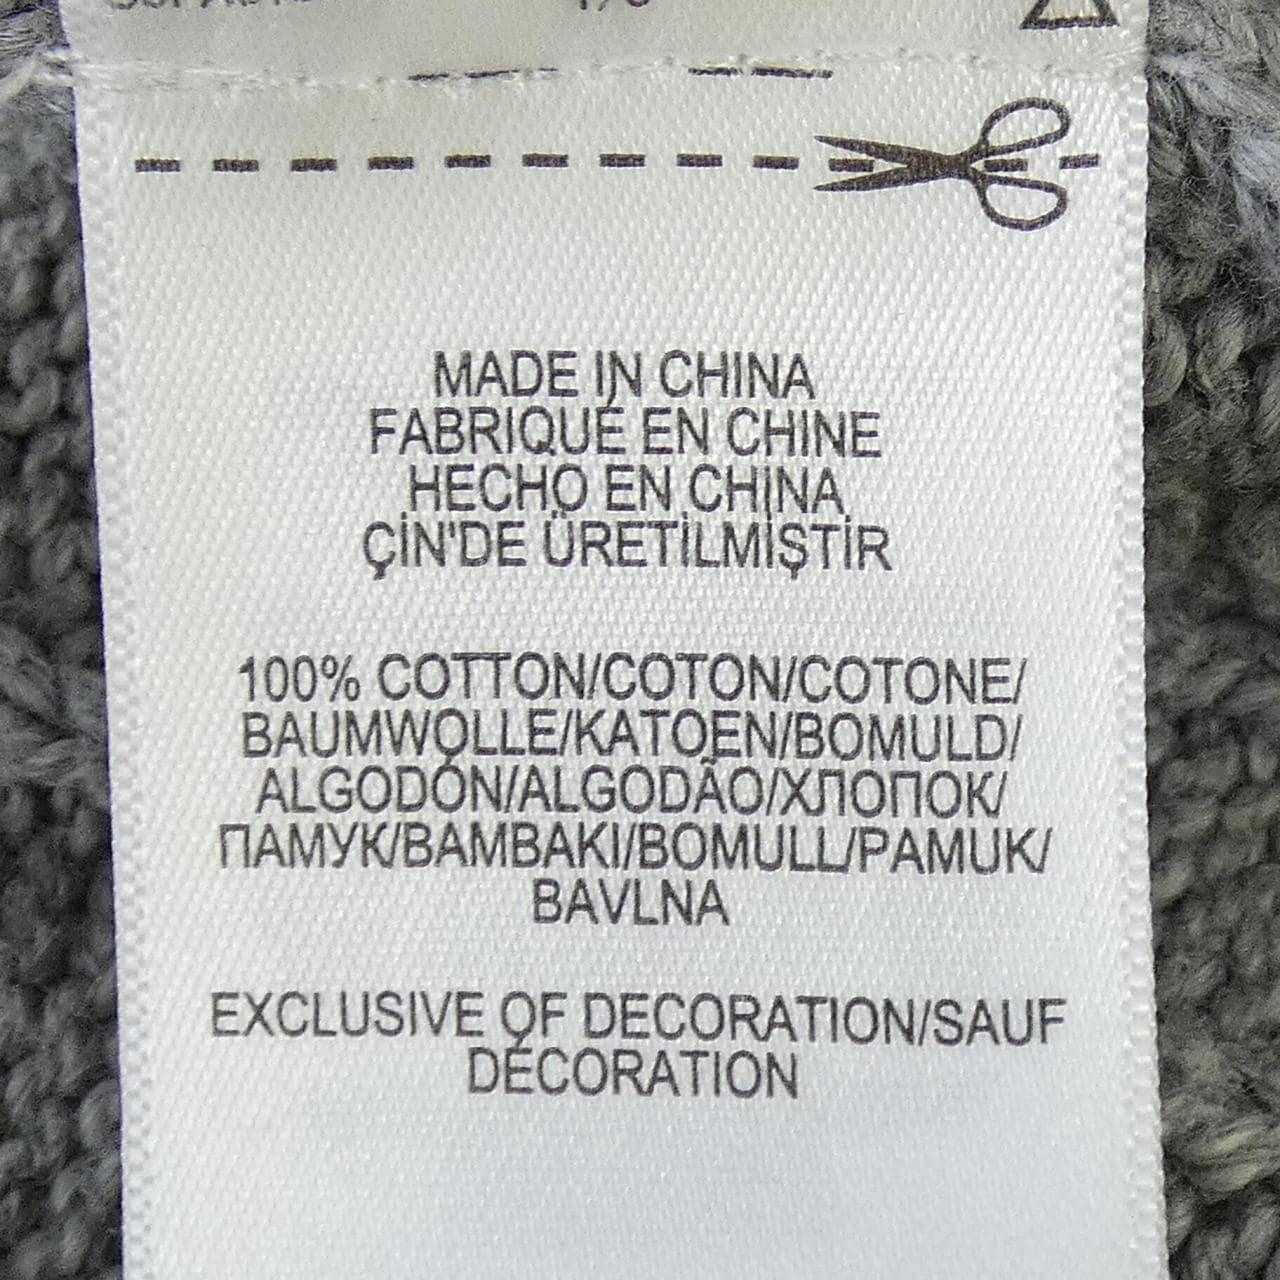 MADE IN CHINA
FABRIQUÉ EN CHINE
HECHO EN CHINA
ÇİN'DE ÜRETİLMİŞTİR
100% COTTON/COTON/COTONE/
BAUMWOLLE/KATOEN/BOMULD/
ALGODÓN/ALGODÃO/ХЛОПОК/
ПАМУК/ΒΑΜΒΑΚΙ/BOMULL/PAMUK/
BAVLNA
EXCLUSIVE OF DECORATION/SAUF
DÉCORATION